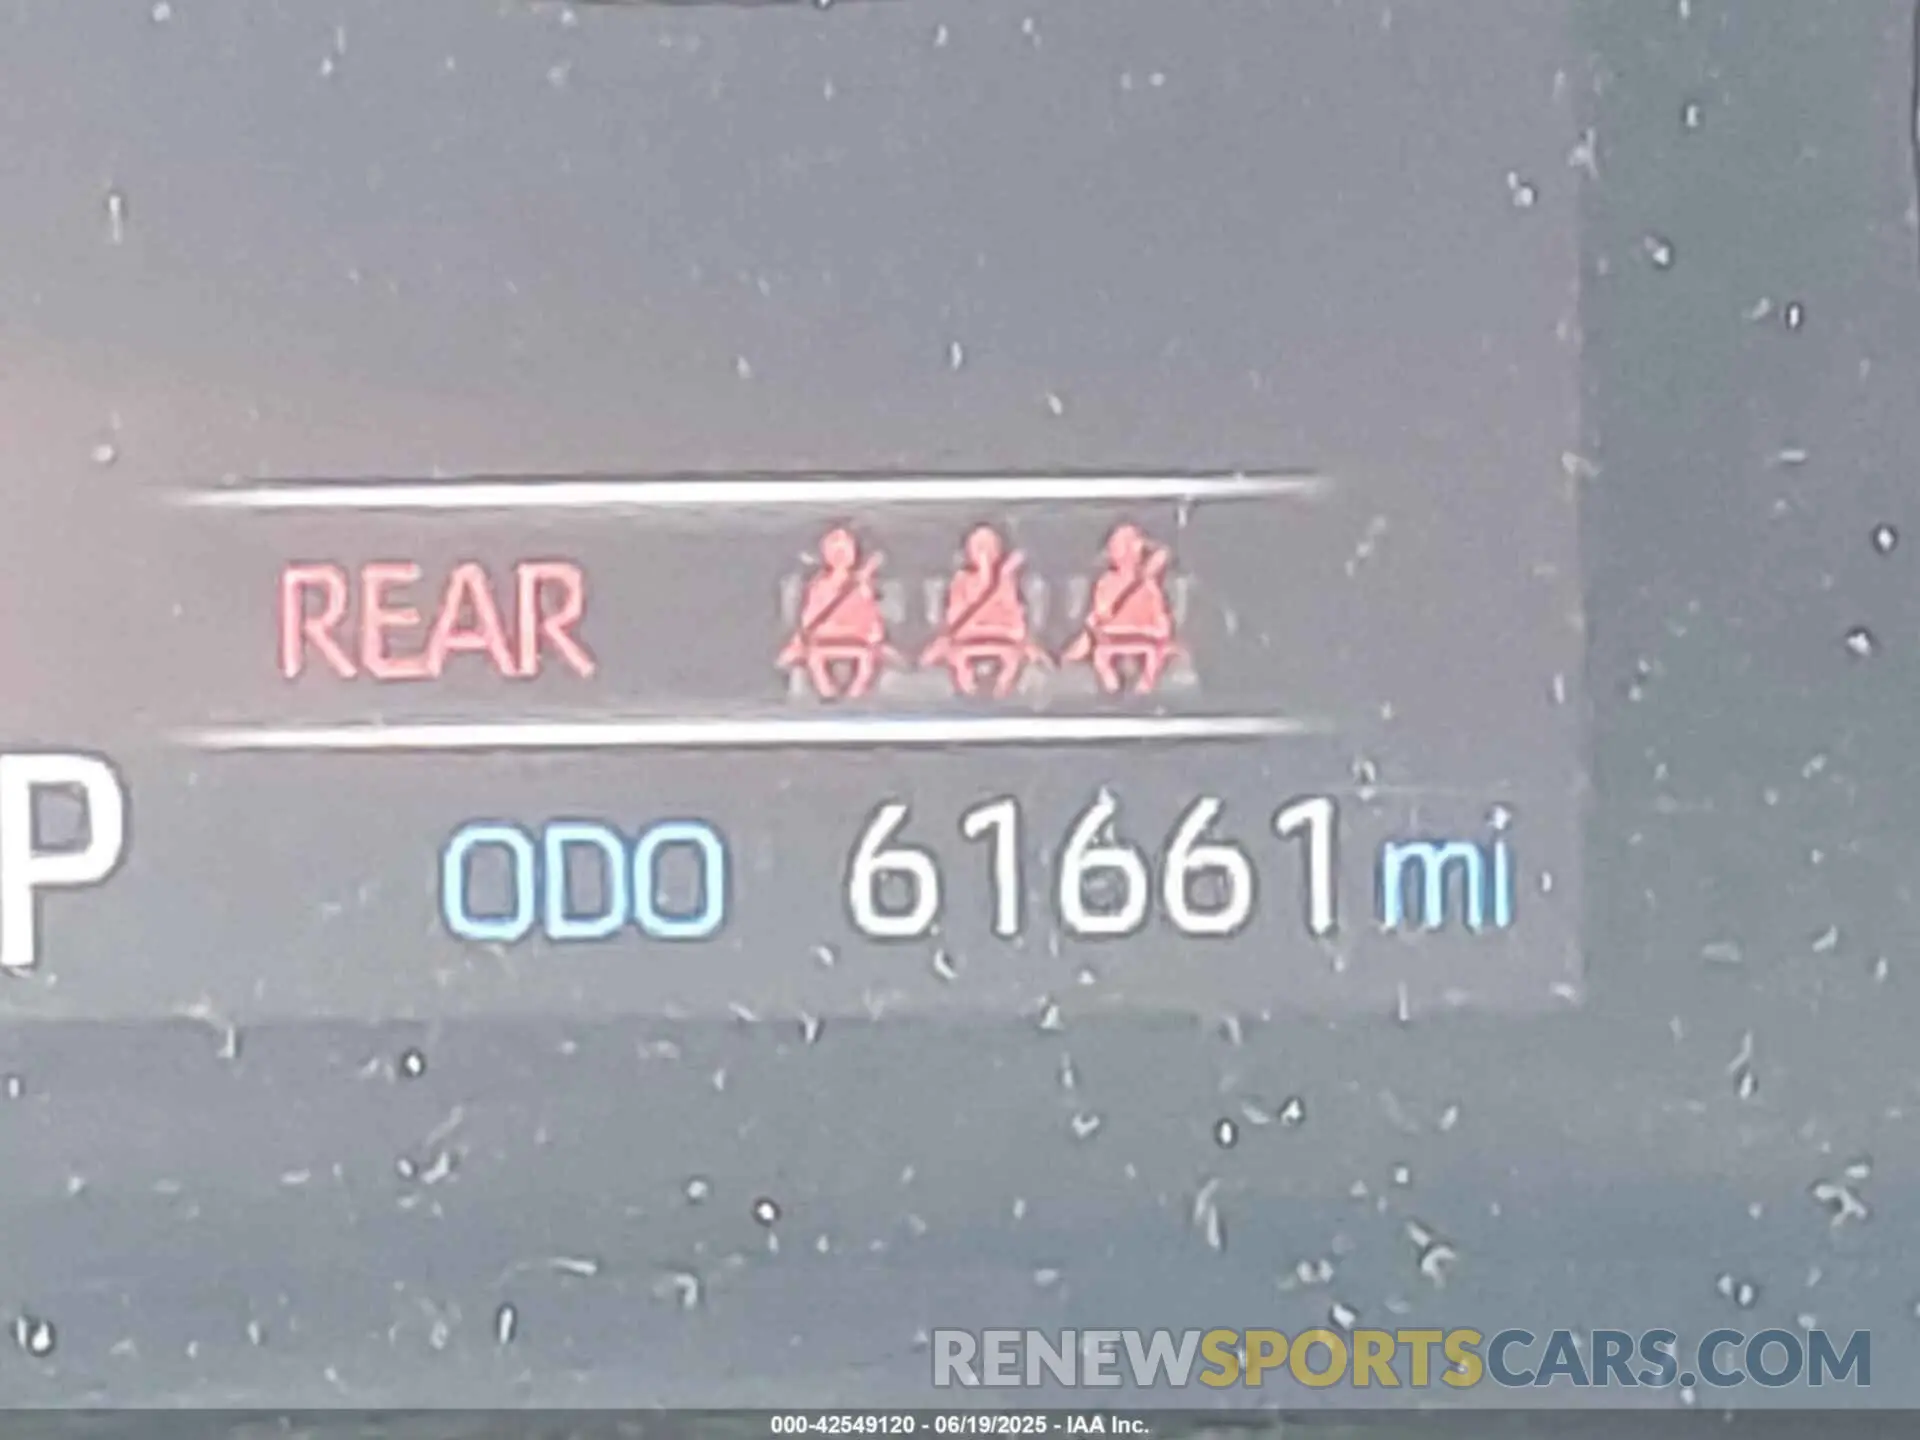 REAR
P ODO 61661 mi
RENEWSPORTSCARS.COM
000-42549120 - 06/19/2025 - IAA Inc.